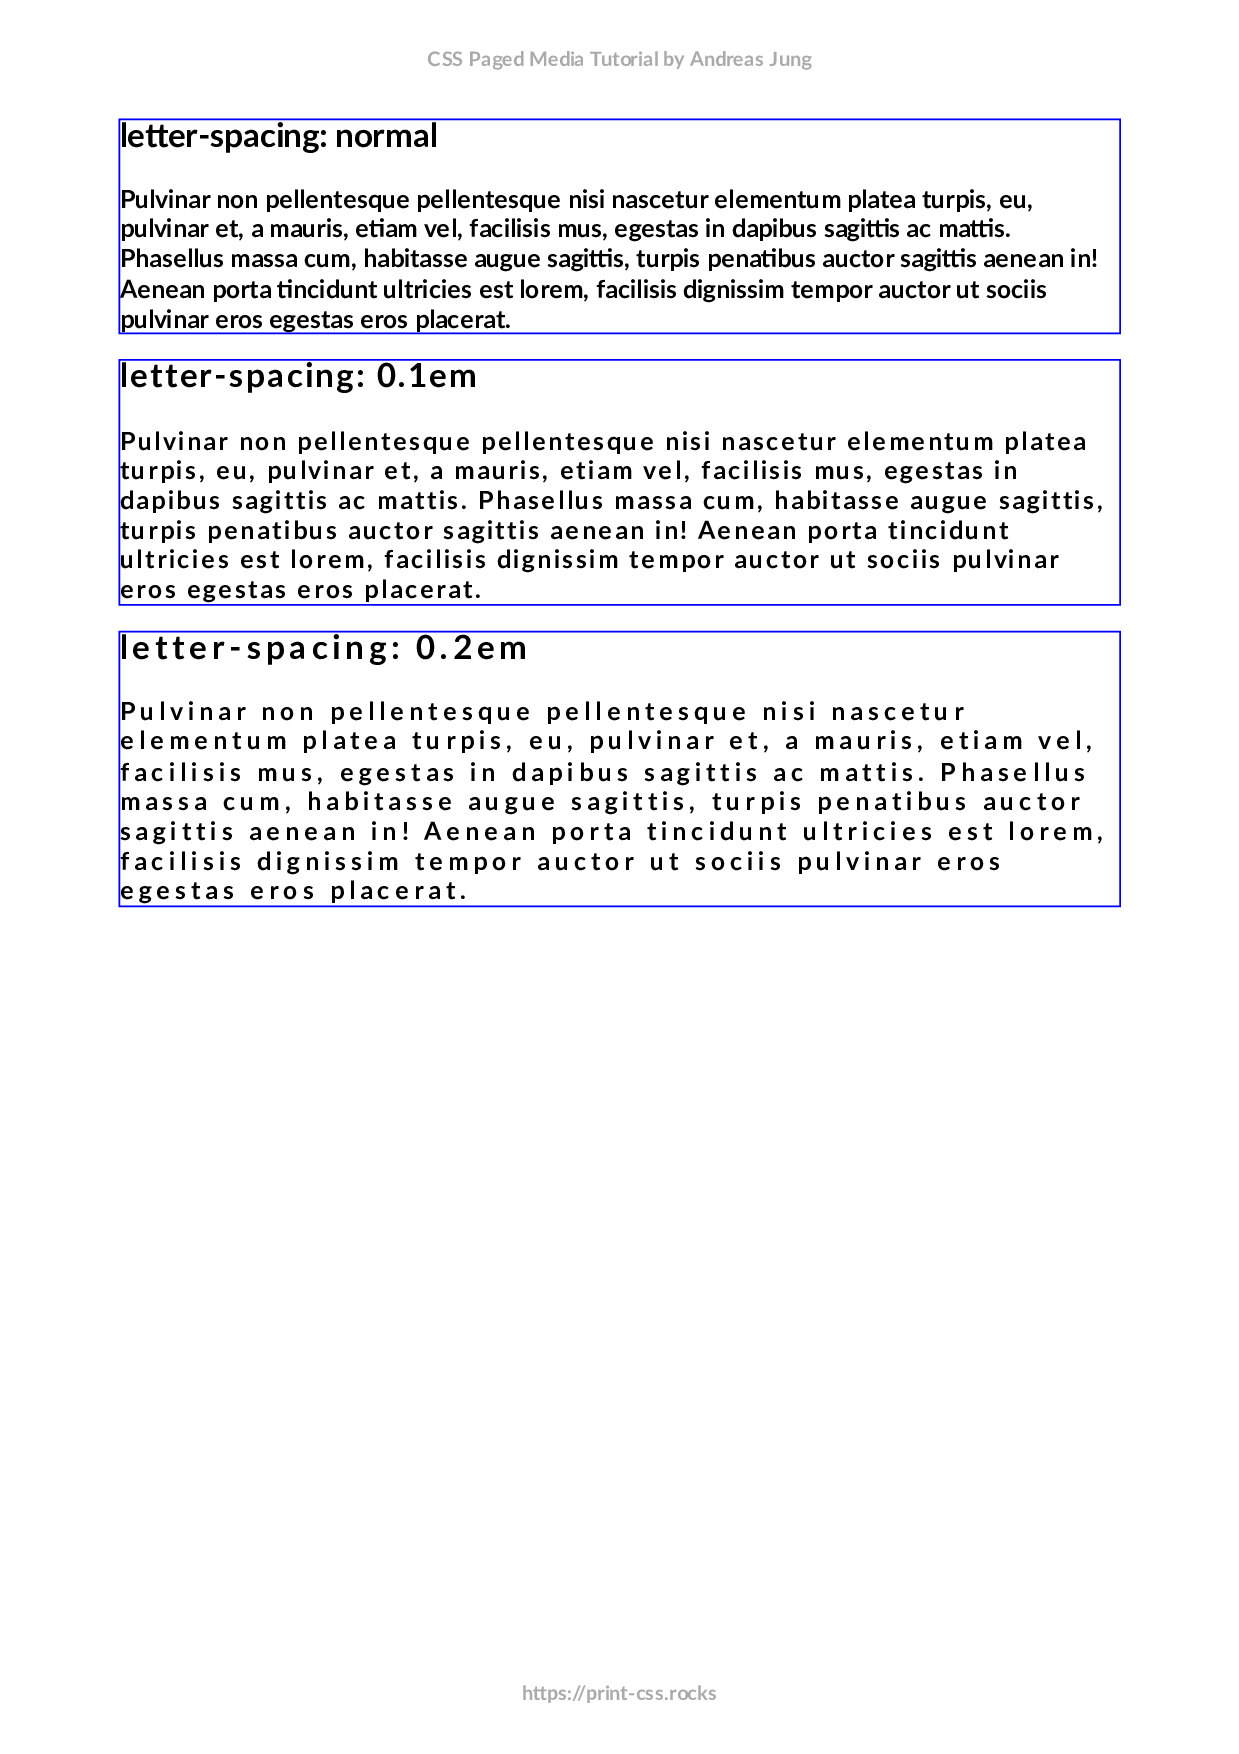 CSS Paged Media Tutorial by Andreas Jung
letter-spacing: normal
Pulvinar non pellentesque pellentesque nisi nascetur elementum platea turpis, eu,
pulvinar et, a mauris, etiam vel, facilisis mus, egestas in dapibus sagittis ac mattis.
Phasellus massa cum, habitasse augue sagittis, turpis penatibus auctor sagittis aenean in!
Aenean porta tincidunt ultricies est lorem, facilisis dignissim tempor auctor ut sociis
pulvinar eros egestas eros placerat.
letter-spacing: 0.1em
Pulvinar non pellentesque pellentesque nisi nascetur elementum platea
turpis, eu, pulvinar et, a mauris, etiam vel, facilisis mus, egestas in
dapibus sagittis ac mattis. Phasellus massa cum, habitasse augue sagittis,
turpis penatibus auctor sagittis aenean in! Aenean porta tincidunt
ultricies est lorem, facilisis dignissim tempor auctor ut sociis pulvinar
eros egestas eros placerat.
letter-spacing: 0.2em
Pulvinar non pellentesque pellentesque nisi nascetur
elementum platea turpis, eu, pulvinar et, a mauris, etiam vel,
facilisis mus, egestas in dapibus sagittis ac mattis. Phasellus
massa cum, habitasse augue sagittis, turpis penatibus auctor
sagittis aenean in! Aenean porta tincidunt ultricies est lorem,
facilisis dignissim tempor auctor ut sociis pulvinar eros
egestas eros placerat.
https://print-css.rocks